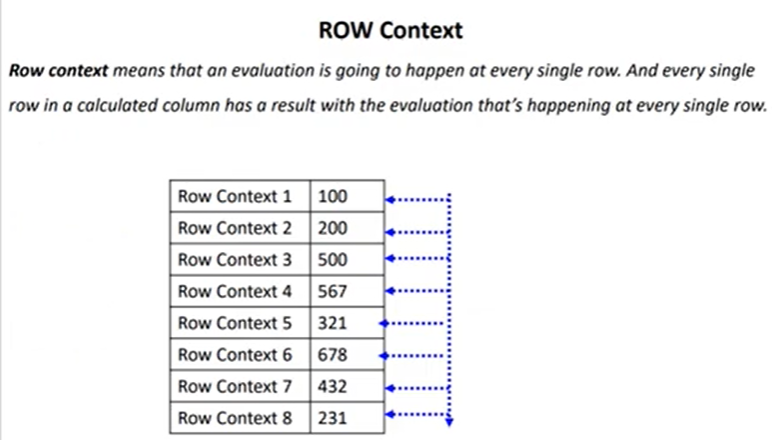 ROW Context
Row context means that an evaluation is going to happen at every single row. And every single
row in a calculated column has a result with the evaluation that's happening at every single row.
Row Context 1 100
Row Context 2 200
Row Context 3 500
Row Context 4 567
Row Context 5 321
Row Context 6 678
Row Context 7 432
Row Context 8 231